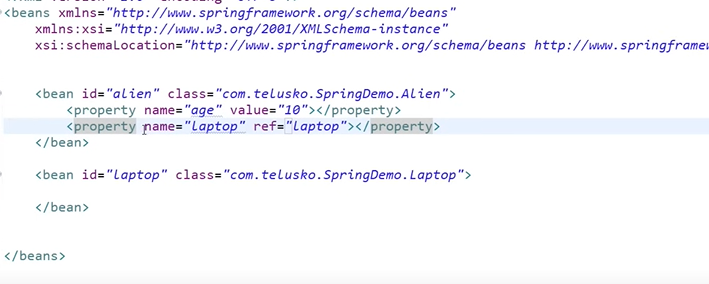 <beans xmlns="http://www.springframework.org/schema/beans"
xmlns:xsi="http://www.w3.org/2001/XMLSchema-instance"
xsi:schemaLocation="http://www.springframework.org/schema/beans http://www.springframew
<bean id="alien" class="com.telusko.SpringDemo.Alien">
<property name="age" value="10"></property>
<property name="laptop" ref="laptop"></property>
</bean>
<bean id="laptop" class="com.telusko.SpringDemo.Laptop">
</bean>
</beans>